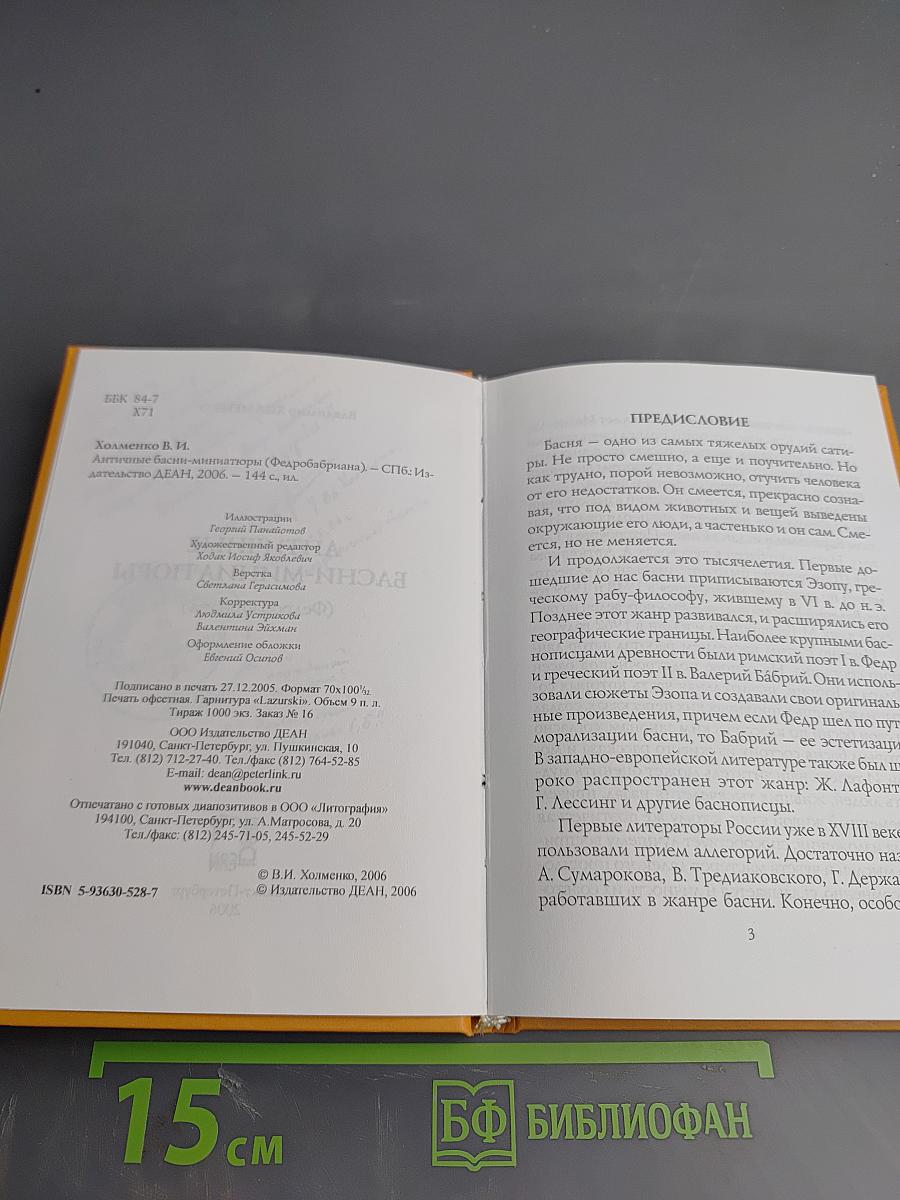 ББК 84-7
Х71
Холменко В. И.
Античные басни-миниатюры (Федробабриана). — СПб.: Из-
дательство ДЕАН, 2006. — 144 с., ил.
Иллюстрации
Георгий Панайотов
Художественный редактор
Ходак Иосиф Яковлевич
Верстка
Светлана Герасимова
Корректура
Людмила Устрикова
Валентина Эйхман
Оформление обложки
Евгений Осипов
Подписано в печать 27.12.2005. Формат 70x100¹/₃₂
Печать офсетная. Гарнитура «Lazurski». Объем 9 п. л.
Тираж 1000 экз. Заказ № 16
ООО Издательство ДЕАН
191040, Санкт-Петербург, ул. Пушкинская, 10
Тел. (812) 712-27-40. Тел./факс (812) 764-52-85
E-mail: dean@peterlink.ru
www.deanbook.ru
Отпечатано с готовых диапозитивов в ООО «Литография»
194100, Санкт-Петербург, ул. А.Матросова, д. 20
Тел./факс: (812) 245-71-05, 245-52-29
© В.И. Холменко, 2006
ISBN 5-93630-528-7 © Издательство ДЕАН, 2006
ПРЕДИСЛОВИЕ
Басня — одно из самых тяжелых орудий сати-
ры. Не просто смешно, а еще и поучительно. Но
как трудно, порой невозможно, отучить человека
от его недостатков. Он смеется, прекрасно созна-
вая, что под видом животных и вещей выведены
окружающие его люди, а частенько и он сам. Сме-
ется, но не меняется.
И продолжается это тысячелетия. Первые до-
шедшие до нас басни приписываются Эзопу, гре-
ческому рабу-философу, жившему в VI в. до н. э.
Позднее этот жанр развивался, и расширялись его
географические границы. Наиболее крупными бас-
нописцами древности были римский поэт I в. Федр
и греческий поэт II в. Валерий Ба́брий. Они исполь-
зовали сюжеты Эзопа и создавали свои оригиналь
ные произведения, причем если Федр шел по пут
морализации басни, то Бабрий — ее эстетизаци
В западно-европейской литературе также был ш
роко распространен этот жанр: Ж. Лафонт
Г. Лессинг и другие баснописцы.
Первые литераторы России уже в XVIII веке
пользовали прием аллегорий. Достаточно наз
А. Сумарокова, В. Тредиаковского, Г. Держа
работавших в жанре басни. Конечно, особо
3
15 см
БФ БИБЛИОФАН